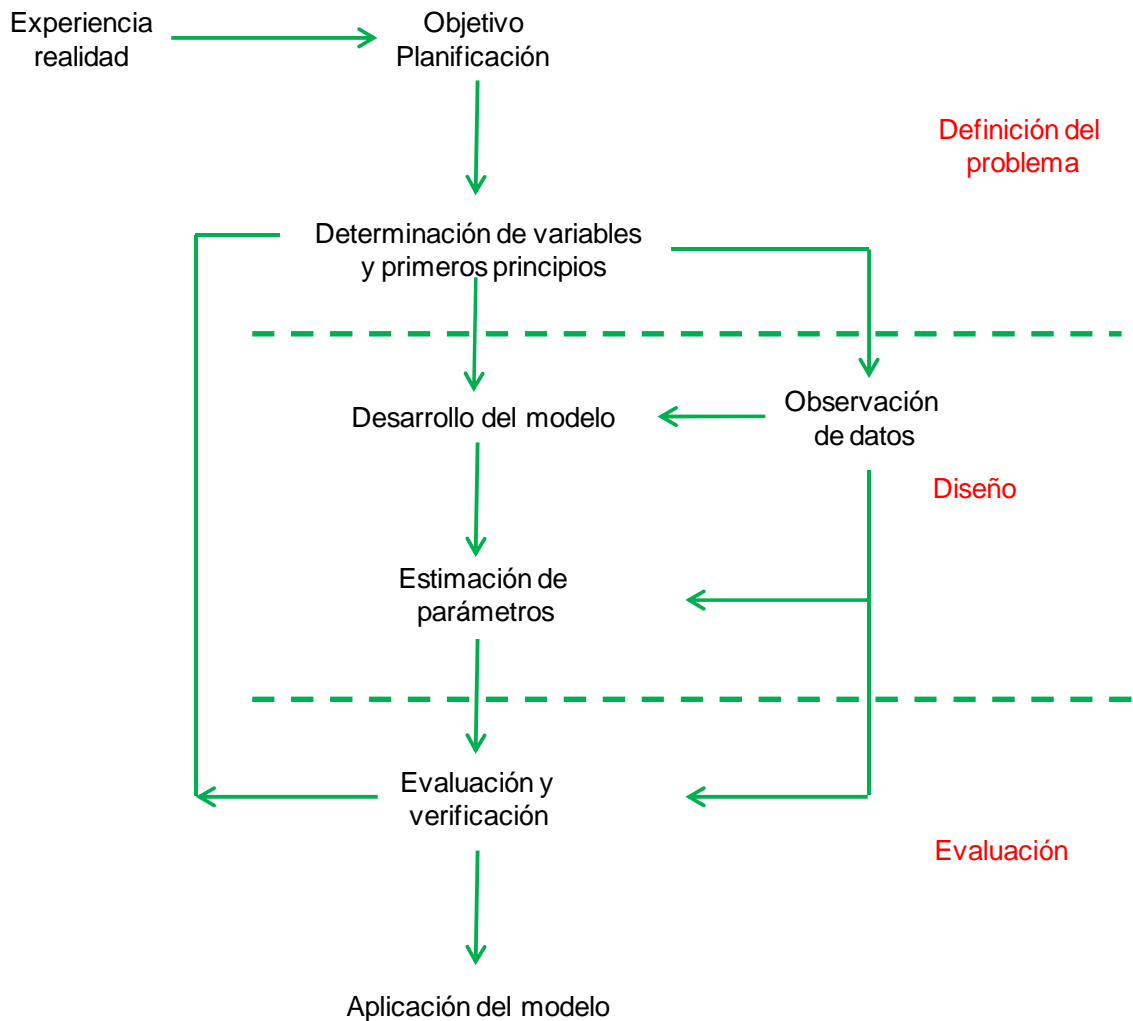 Experiencia
realidad
Objetivo
Planificación
Definición del
problema
Determinación de variables
y primeros principios
Desarrollo del modelo
Observación
de datos
Diseño
Estimación de
parámetros
Evaluación y
verificación
Evaluación
Aplicación del modelo